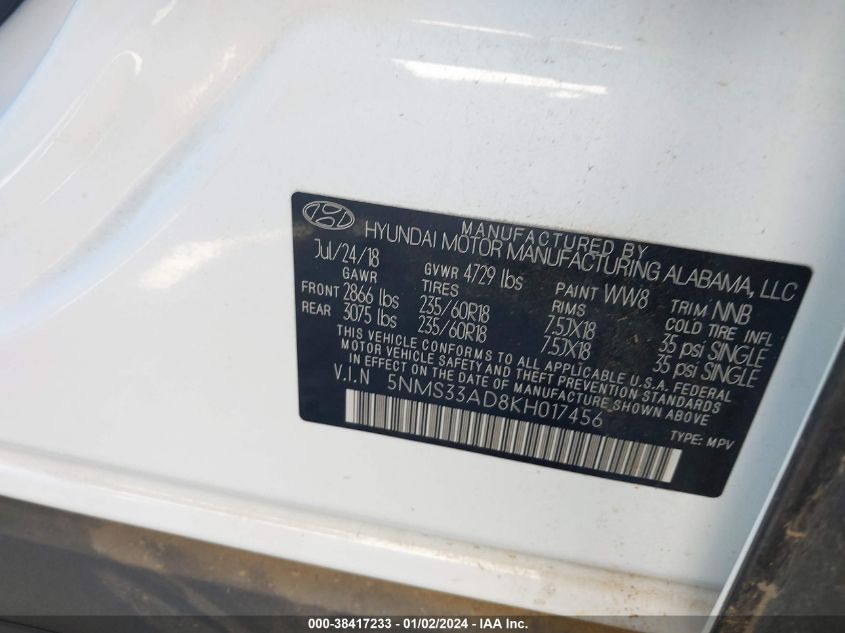 MANUFACTURED BY
HYUNDAI MOTOR MANUFACTURING ALABAMA, LLC
Jul/24/18 GVWR 4729 lbs PAINT WW8 TRIM NNB
GAWR TIRES RIMS COLD TIRE INFL
FRONT 2866 lbs 235/60R18 7.5JX18 35 psi SINGLE
REAR 3075 lbs 235/60R18 7.5JX18 35 psi SINGLE
THIS VEHICLE CONFORMS TO ALL APPLICABLE U.S.A. FEDERAL
MOTOR VEHICLE SAFETY AND THEFT PREVENTION STANDARDS
IN EFFECT ON THE DATE OF MANUFACTURE SHOWN ABOVE
V.I.N 5NMS33AD8KH017456
TYPE: MPV
000-38417233 - 01/02/2024 - IAA Inc.